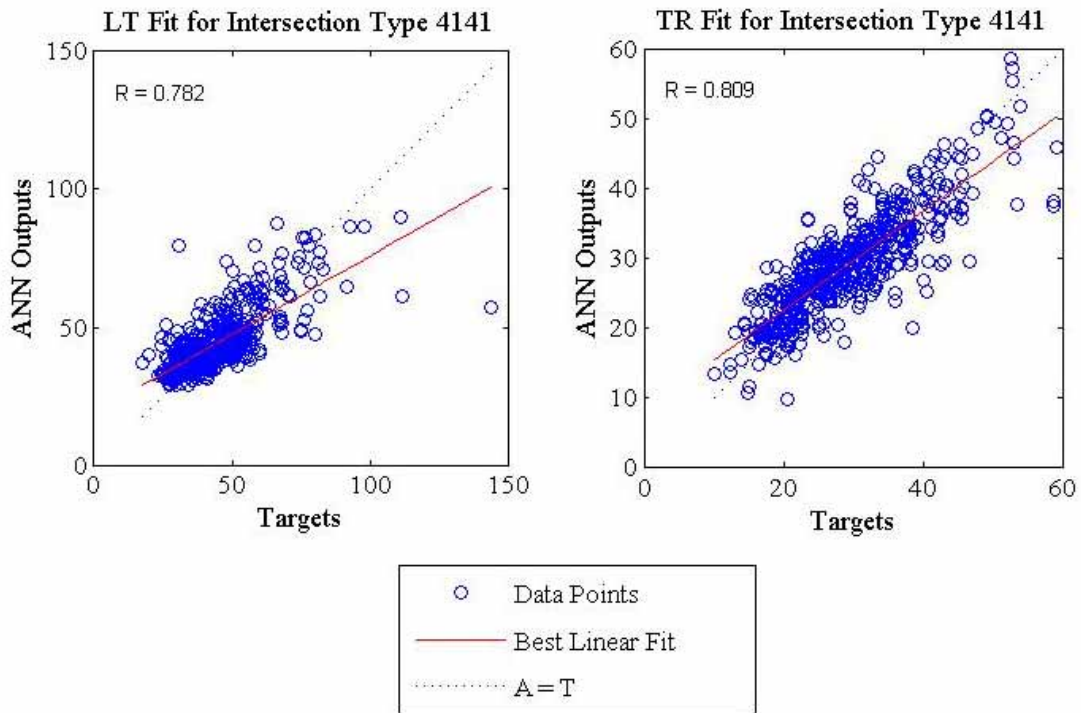 LT Fit for Intersection Type 4141
150
R = 0.782
100
50
0
0 50 100 150
ANN Outputs
Targets
TR Fit for Intersection Type 4141
60
R = 0.809
50
40
30
20
10
0
0 20 40 60
ANN Outputs
Targets
Data Points
Best Linear Fit
A = T